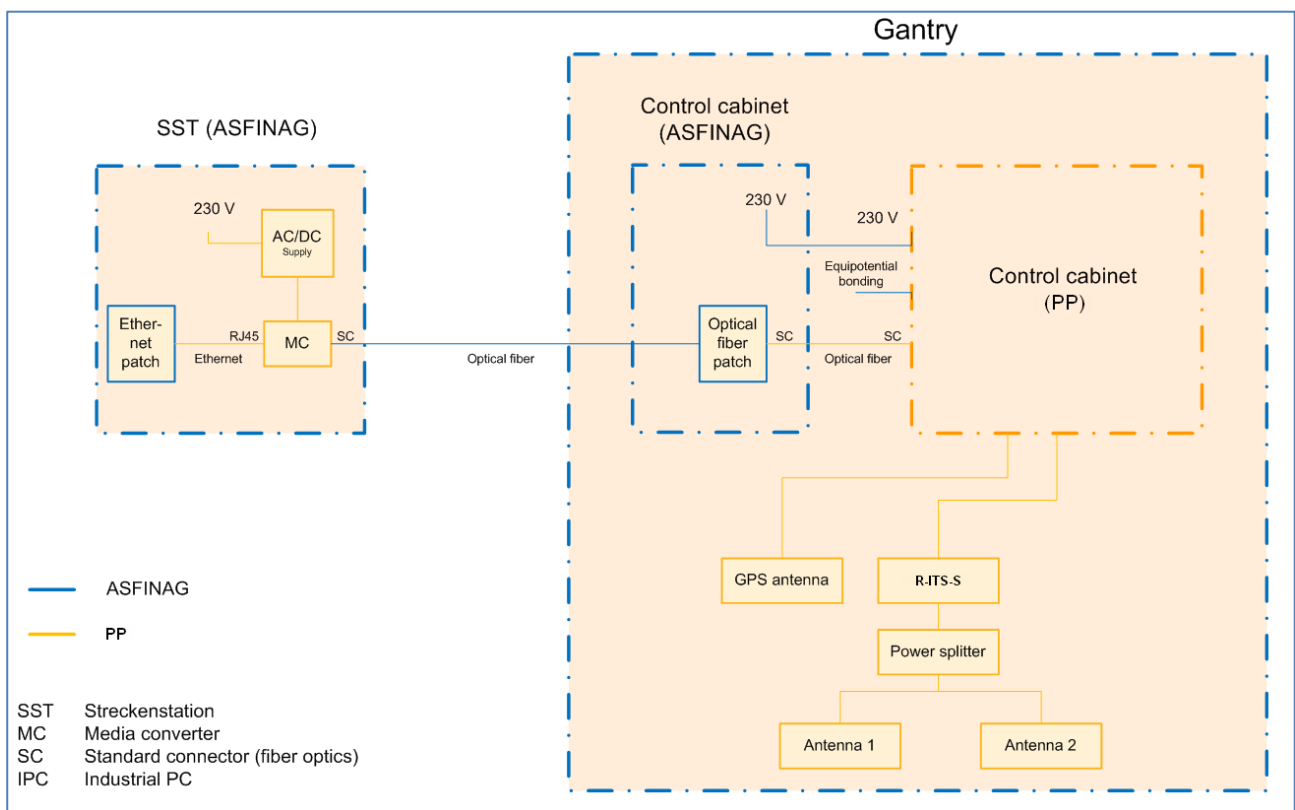 Gantry
SST (ASFINAG)
Control cabinet
(ASFINAG)
230 V
AC/DC
Supply
230 V
230 V
Equipotential
bonding
Control cabinet
(PP)
Ether-
net
patch
RJ45
Ethernet
MC
SC
Optical fiber
Optical
fiber
patch
SC
Optical fiber
SC
GPS antenna
R-ITS-S
Power splitter
Antenna 1
Antenna 2
ASFINAG
PP
SST Streckenstation
MC Media converter
SC Standard connector (fiber optics)
IPC Industrial PC